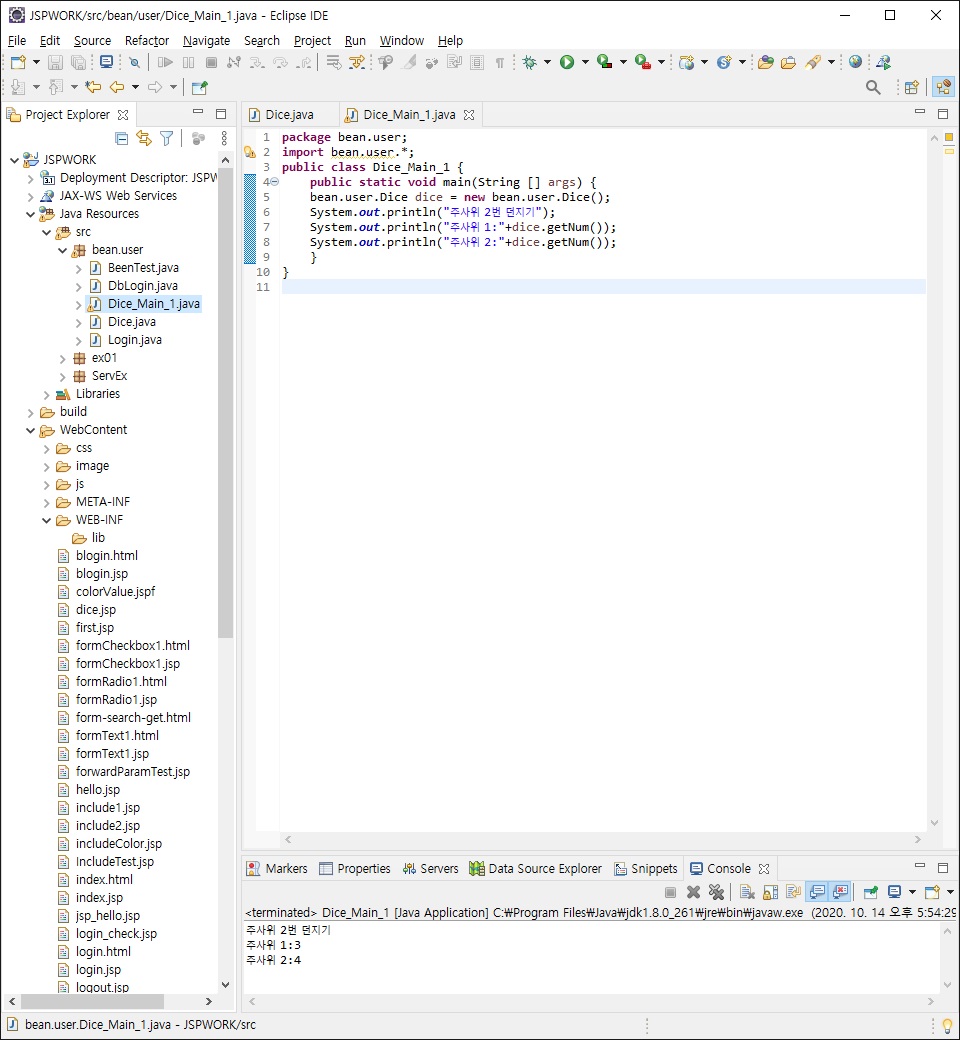 JSPWORK/src/bean/user/Dice_Main_1.java - Eclipse IDE
File Edit Source Refactor Navigate Search Project Run Window Help
Project Explorer
JSPWORK
Deployment Descriptor: JSPW
JAX-WS Web Services
Java Resources
src
bean.user
BeenTest.java
DbLogin.java
Dice_Main_1.java
Dice.java
Login.java
ex01
ServEx
Libraries
build
WebContent
css
image
js
META-INF
WEB-INF
lib
blogin.html
blogin.jsp
colorValue.jspf
dice.jsp
first.jsp
formCheckbox1.html
formCheckbox1.jsp
formRadio1.html
formRadio1.jsp
form-search-get.html
formText1.html
formText1.jsp
forwardParamTest.jsp
hello.jsp
include1.jsp
include2.jsp
includeColor.jsp
IncludeTest.jsp
index.html
index.jsp
jsp_hello.jsp
login_check.jsp
login.html
login.jsp
logout.jsp
Dice.java Dice_Main_1.java
1 package bean.user;
2 import bean.user.*;
3 public class Dice_Main_1 {
4 public static void main(String [] args) {
5 bean.user.Dice dice = new bean.user.Dice();
6 System.out.println("주사위 2번 던지기");
7 System.out.println("주사위 1:"+dice.getNum());
8 System.out.println("주사위 2:"+dice.getNum());
9 }
10 }
11
Markers Properties Servers Data Source Explorer Snippets Console
<terminated> Dice_Main_1 [Java Application] C:₩Program Files₩Java₩jdk1.8.0_261₩jre₩bin₩javaw.exe (2020. 10. 14 오후 5:54:29
주사위 2번 던지기
주사위 1:3
주사위 2:4
bean.user.Dice_Main_1.java - JSPWORK/src